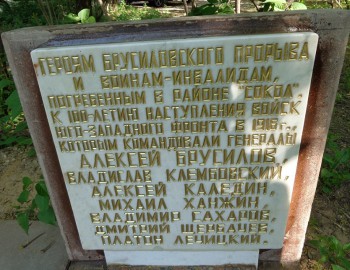 ГЕРОЯМ БРУСИЛОВСКОГО ПРОРЫВА
И ВОИНАМ-ИНВАЛИДАМ,
ПОГРЕБЕННЫМ В РАЙОНЕ "СОКОЛ"
К 100-ЛЕТИЮ НАСТУПЛЕНИЯ ВОЙСК
ЮГО-ЗАПАДНОГО ФРОНТА В 1916 г.,
КОТОРЫМ КОМАНДОВАЛИ ГЕНЕРАЛЫ
АЛЕКСЕЙ БРУСИЛОВ,
ВЛАДИСЛАВ КЛЕМБОВСКИЙ,
АЛЕКСЕЙ КАЛЕДИН,
МИХАИЛ ХАНЖИН,
ВЛАДИМИР САХАРОВ,
ДМИТРИЙ ЩЕРБАЧЕВ,
ПЛАТОН ЛЕЧИЦКИЙ.